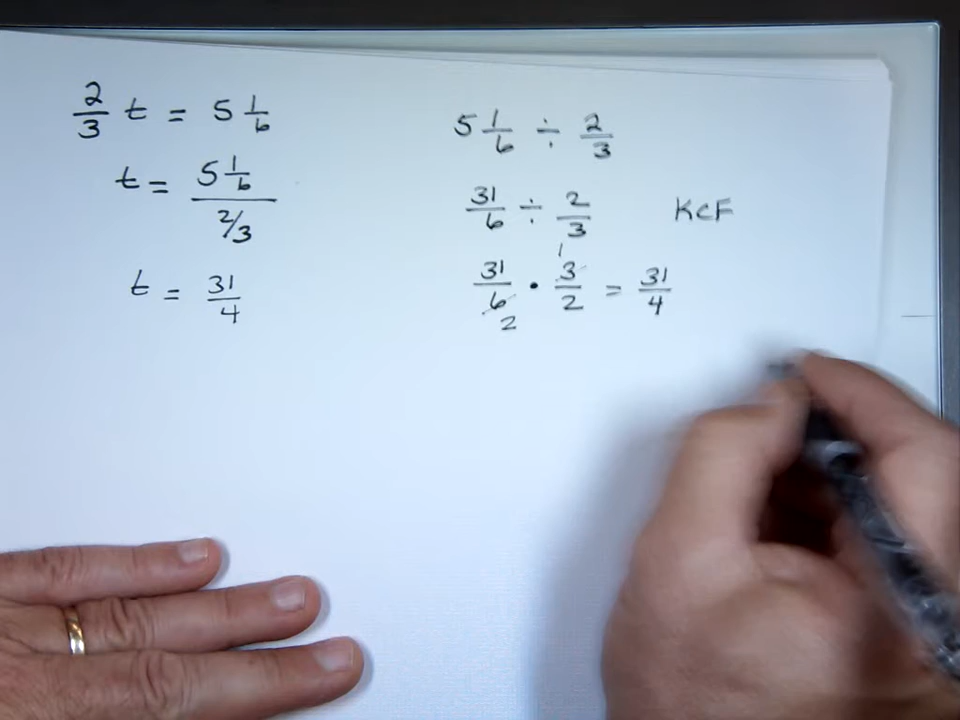 2/3 t = 5 1/6
t = 5 1/6 / 2/3
t = 31/4
5 1/6 ÷ 2/3
31/6 ÷ 2/3 KCF
31/6 · 3/2 = 31/4
1
2